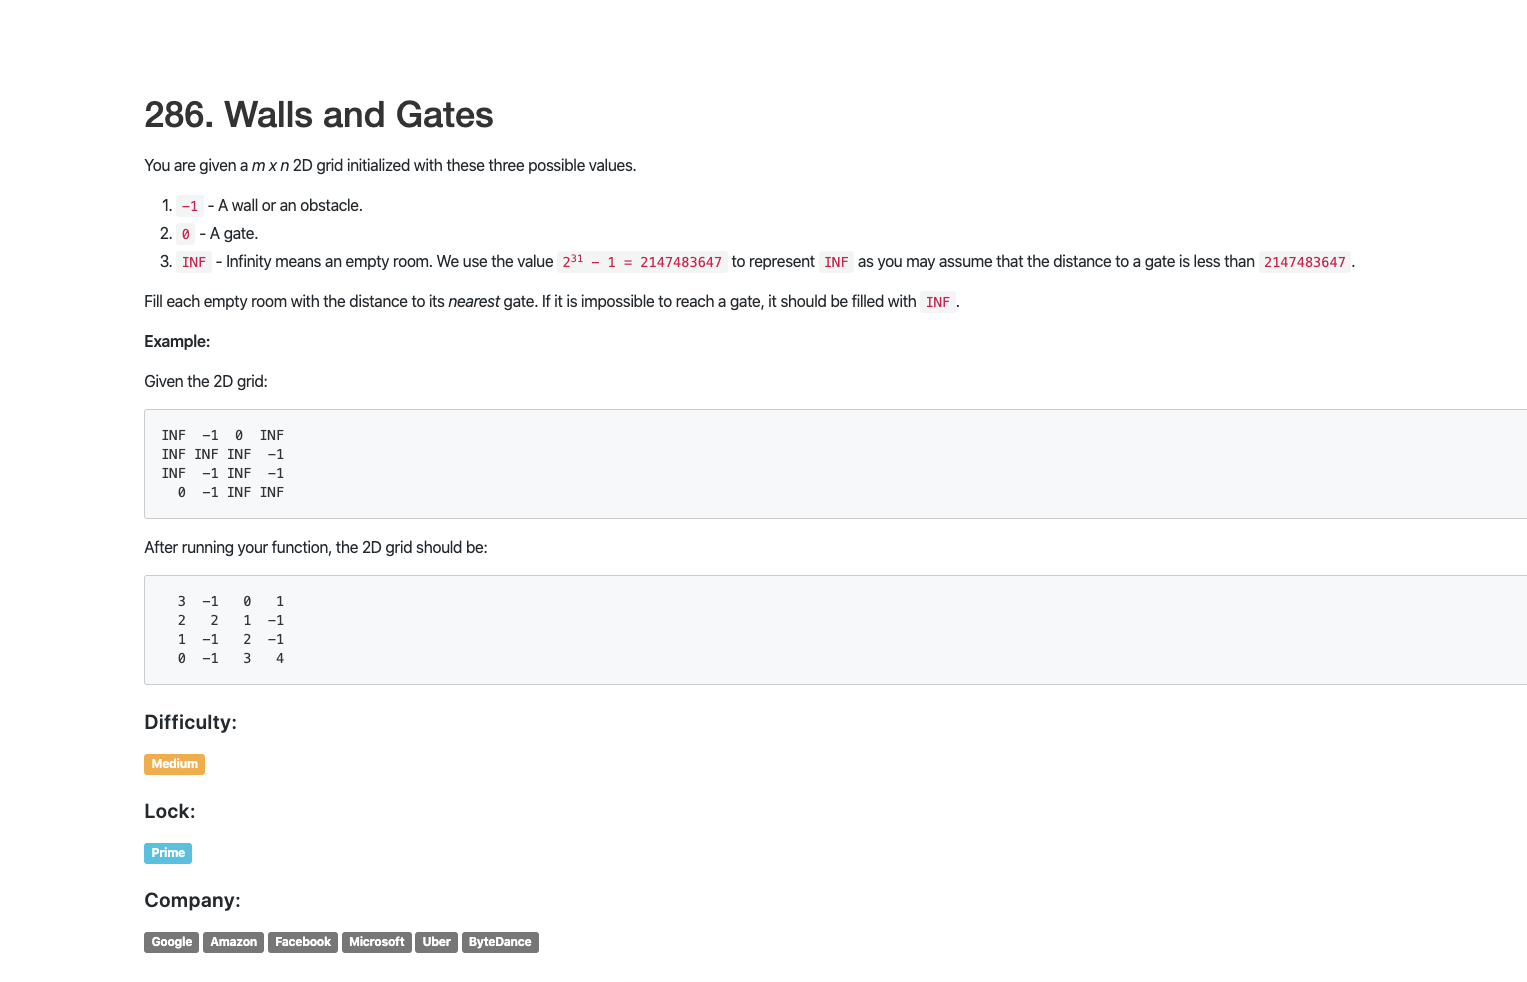 286. Walls and Gates
You are given a m x n 2D grid initialized with these three possible values.
1. -1 - A wall or an obstacle.
2. 0 - A gate.
3. INF - Infinity means an empty room. We use the value 2³¹ - 1 = 2147483647 to represent INF as you may assume that the distance to a gate is less than 2147483647.
Fill each empty room with the distance to its nearest gate. If it is impossible to reach a gate, it should be filled with INF.
Example:
Given the 2D grid:
INF  -1  0  INF
INF INF INF  -1
INF  -1 INF  -1
  0  -1 INF INF
After running your function, the 2D grid should be:
  3  -1   0   1
  2   2   1  -1
  1  -1   2  -1
  0  -1   3   4
Difficulty:
Medium
Lock:
Prime
Company:
Google Amazon Facebook Microsoft Uber ByteDance